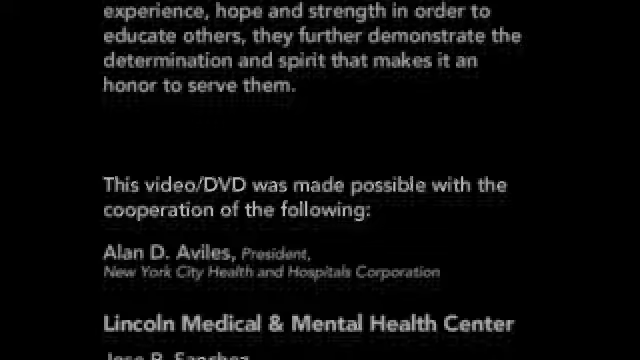 experience, hope and strength in order to
educate others, they further demonstrate the
determination and spirit that makes it an
honor to serve them.
This video/DVD was made possible with the
cooperation of the following:
Alan D. Aviles, President,
New York City Health and Hospitals Corporation
Lincoln Medical & Mental Health Center
Jose R. Sanchez